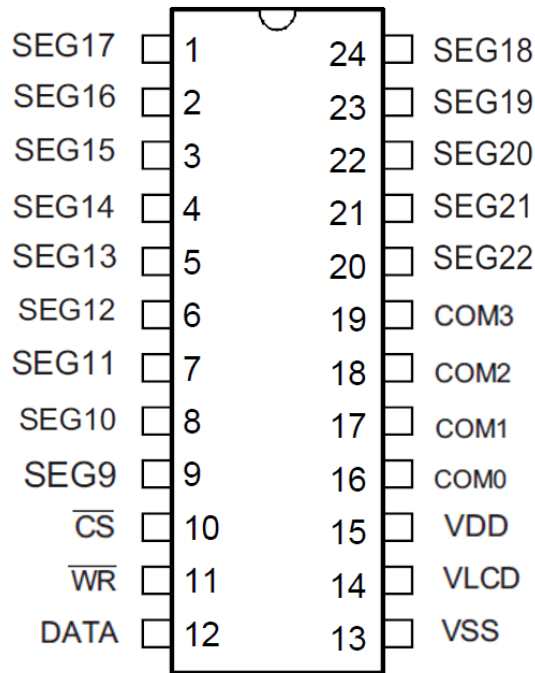 SEG17 1 24 SEG18
SEG16 2 23 SEG19
SEG15 3 22 SEG20
SEG14 4 21 SEG21
SEG13 5 20 SEG22
SEG12 6 19 COM3
SEG11 7 18 COM2
SEG10 8 17 COM1
SEG9 9 16 COM0
C̅S̅ 10 15 VDD
W̅R̅ 11 14 VLCD
DATA 12 13 VSS